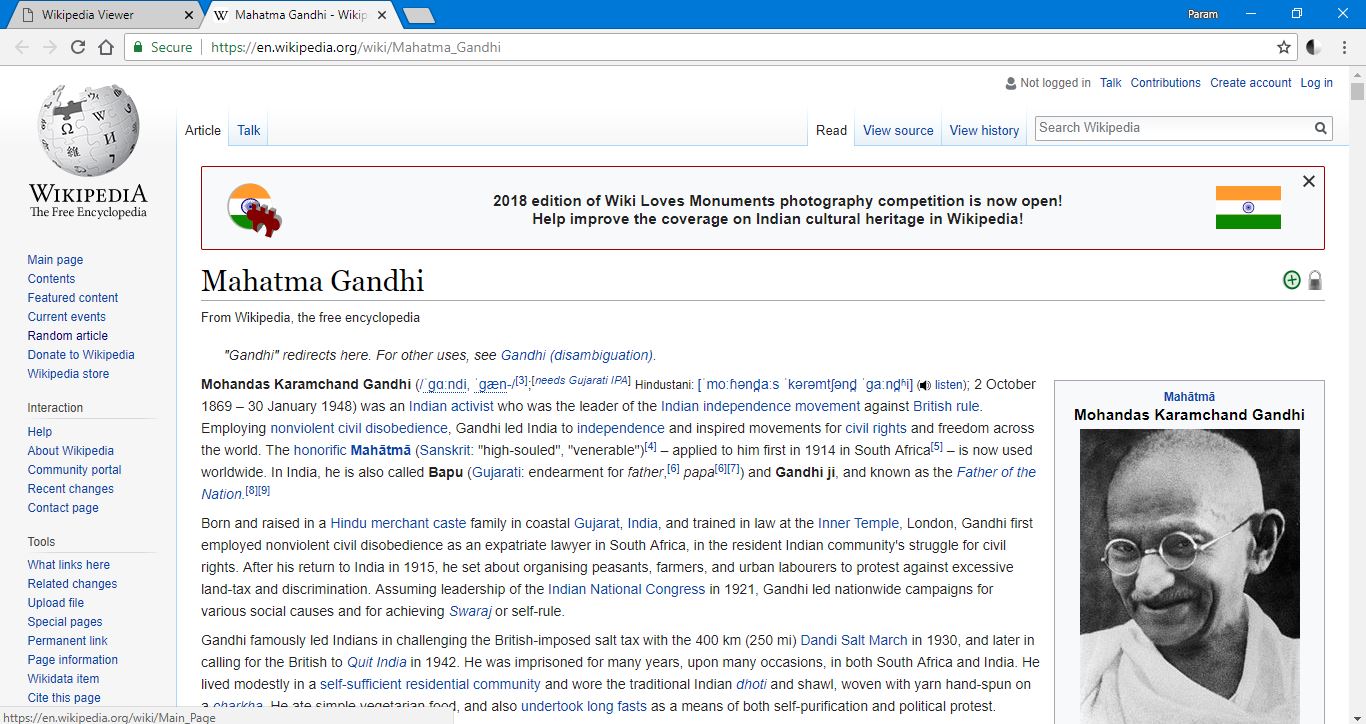 Wikipedia Viewer
Mahatma Gandhi - Wikip
Param
Secure
https://en.wikipedia.org/wiki/Mahatma_Gandhi
Not logged in Talk Contributions Create account Log in
Article Talk
Read View source View history
Search Wikipedia
WIKIPEDIA
The Free Encyclopedia
Main page
Contents
Featured content
Current events
Random article
Donate to Wikipedia
Wikipedia store
Interaction
Help
About Wikipedia
Community portal
Recent changes
Contact page
Tools
What links here
Related changes
Upload file
Special pages
Permanent link
Page information
Wikidata item
Cite this page
2018 edition of Wiki Loves Monuments photography competition is now open!
Help improve the coverage on Indian cultural heritage in Wikipedia!
Mahatma Gandhi
From Wikipedia, the free encyclopedia
"Gandhi" redirects here. For other uses, see Gandhi (disambiguation).
Mohandas Karamchand Gandhi (/ˈɡɑːndi, ˈɡæn-/[3];[needs Gujarati IPA] Hindustani: [ˈmoːɦənd̪aːs ˈkərəmtʃənd̪ ˈɡaːnd̪ʱi] (listen); 2 October
1869 – 30 January 1948) was an Indian activist who was the leader of the Indian independence movement against British rule.
Employing nonviolent civil disobedience, Gandhi led India to independence and inspired movements for civil rights and freedom across
the world. The honorific Mahātmā (Sanskrit: "high-souled", "venerable")[4] – applied to him first in 1914 in South Africa[5] – is now used
worldwide. In India, he is also called Bapu (Gujarati: endearment for father,[6] papa[6][7]) and Gandhi ji, and known as the Father of the
Nation.[8][9]
Born and raised in a Hindu merchant caste family in coastal Gujarat, India, and trained in law at the Inner Temple, London, Gandhi first
employed nonviolent civil disobedience as an expatriate lawyer in South Africa, in the resident Indian community's struggle for civil
rights. After his return to India in 1915, he set about organising peasants, farmers, and urban labourers to protest against excessive
land-tax and discrimination. Assuming leadership of the Indian National Congress in 1921, Gandhi led nationwide campaigns for
various social causes and for achieving Swaraj or self-rule.
Gandhi famously led Indians in challenging the British-imposed salt tax with the 400 km (250 mi) Dandi Salt March in 1930, and later in
calling for the British to Quit India in 1942. He was imprisoned for many years, upon many occasions, in both South Africa and India. He
lived modestly in a self-sufficient residential community and wore the traditional Indian dhoti and shawl, woven with yarn hand-spun on
a charkha. He ate simple vegetarian food, and also undertook long fasts as a means of both self-purification and political protest.
Mahātmā
Mohandas Karamchand Gandhi
https://en.wikipedia.org/wiki/Main_Page